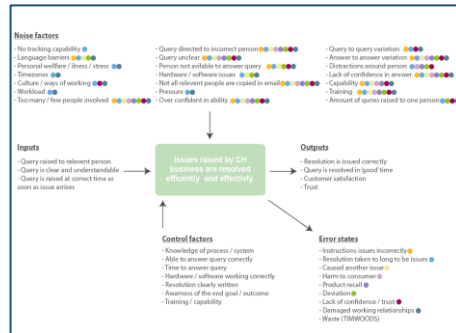 Noise factors
- No tracking capability
- Language barriers
- Personal wellfare / ilness / stress
- Timezones
- Culture / ways of working
- Workload
- Too many / few people involved
- Query directed to incorrect person
- Query unclear
- Person not avilable to answer query
- Hardware / software issues
- Not all relevent people are copied in email
- Pressure
- Over confident in ability
- Query to query variation
- Answer to answer variation
- Distractions around person
- Lack of confidence in answer
- Capability
- Training
- Amount of quries raised to one person
Inputs
- Query raised to relevent person
- Query is clear and understandable
- Query is raised at correct time as
soon as issue arrises
Issues raised by CH
business are resolved
efficently and effectivly.
Outputs
- Resolution is issued correctly
- Query is resolved in 'good' time
- Customer satisfaction
- Trust
Control factors
- Knowledge of process / system
- Able to answer query correctly
- Time to answer query
- Hardware / software working correctly
- Resolution clearly written
- Awareness of the end goal / outcome
- Training / capability
Error states
- Instructions issues incorrectly
- Resolution taken to long to be issues
- Caused another issue
- Harm to consumer
- Product recall
- Deviation
- Lack of confidence / trust
- Damaged working relationships
- Waste (TIMWOODS)